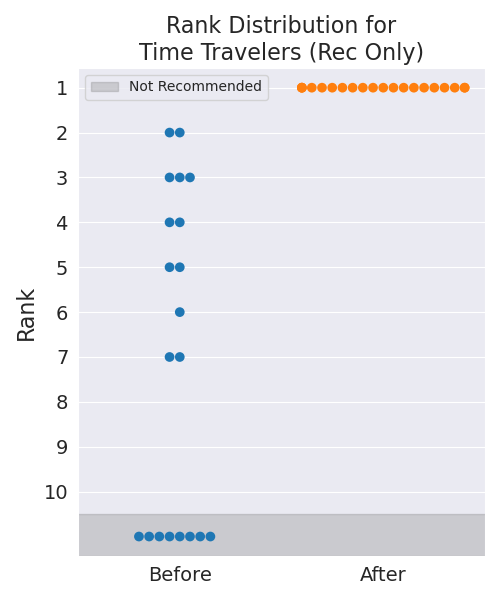 Rank Distribution for
Time Travelers (Rec Only)
Not Recommended
1
2
3
4
5
6
7
8
9
10
Rank
Before After